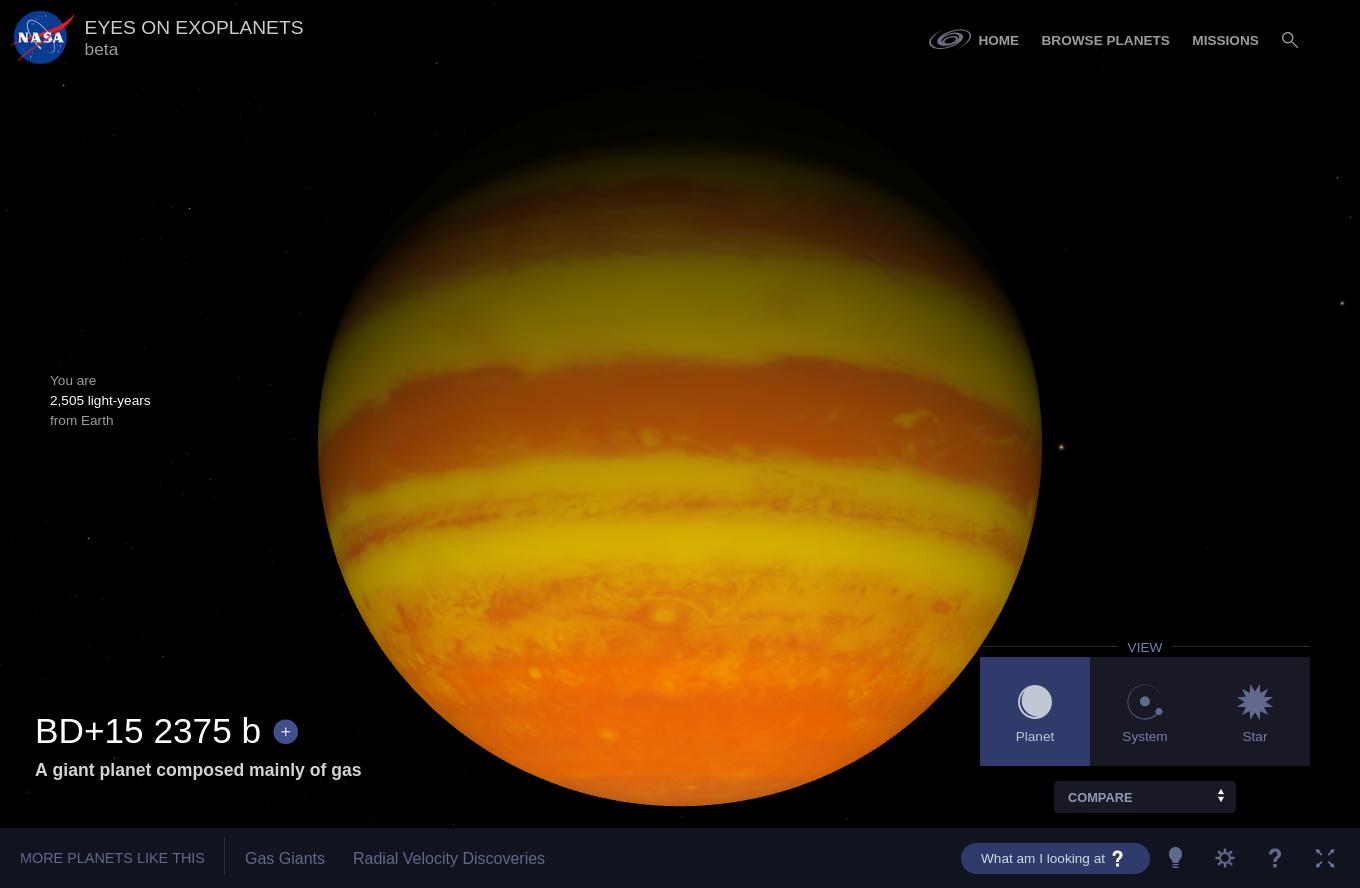 NASA
EYES ON EXOPLANETS
beta
HOME BROWSE PLANETS MISSIONS
You are
2,505 light-years
from Earth
VIEW
Planet System Star
BD+15 2375 b +
A giant planet composed mainly of gas
COMPARE
MORE PLANETS LIKE THIS Gas Giants Radial Velocity Discoveries What am I looking at ? ?